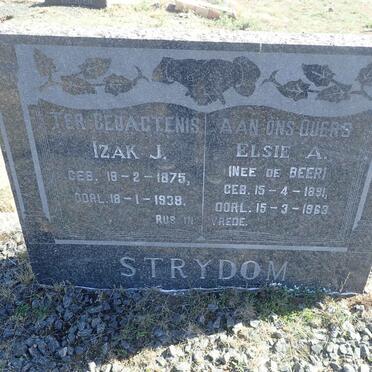 TER GEDAGTENIS AAN ONS OUERS
IZAK J.
GEB. 18-2-1875,
OORL. 18-1-1938.
ELSIE A.
(NEE DE BEER)
GEB. 15-4-1891,
OORL. 15-3-1963.
RUS IN VREDE.
STRYDOM